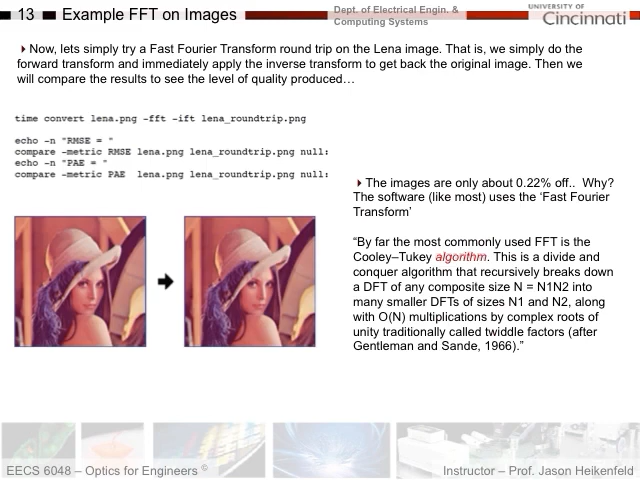 13 Example FFT on Images
Dept. of Electrical Engin. &
Computing Systems
UNIVERSITY OF
Cincinnati
Now, lets simply try a Fast Fourier Transform round trip on the Lena image. That is, we simply do the
forward transform and immediately apply the inverse transform to get back the original image. Then we
will compare the results to see the level of quality produced…
time convert lena.png -fft -ift lena_roundtrip.png
echo -n "RMSE = "
compare -metric RMSE lena.png lena_roundtrip.png null:
echo -n "PAE = "
compare -metric PAE  lena.png lena_roundtrip.png null:
The images are only about 0.22% off..  Why?
The software (like most) uses the ‘Fast Fourier
Transform’
“By far the most commonly used FFT is the
Cooley–Tukey algorithm. This is a divide and
conquer algorithm that recursively breaks down
a DFT of any composite size N = N1N2 into
many smaller DFTs of sizes N1 and N2, along
with O(N) multiplications by complex roots of
unity traditionally called twiddle factors (after
Gentleman and Sande, 1966).”
EECS 6048 – Optics for Engineers ©
Instructor – Prof. Jason Heikenfeld